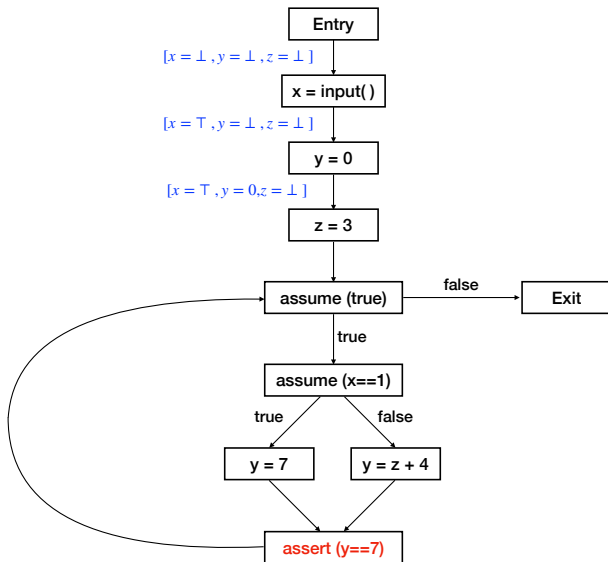 Entry
[x = ⊥ , y = ⊥ , z = ⊥ ]
x = input( )
[x = ⊤ , y = ⊥ , z = ⊥ ]
y = 0
[x = ⊤ , y = 0,z = ⊥ ]
z = 3
assume (true)
false
Exit
true
assume (x==1)
true
false
y = 7
y = z + 4
assert (y==7)